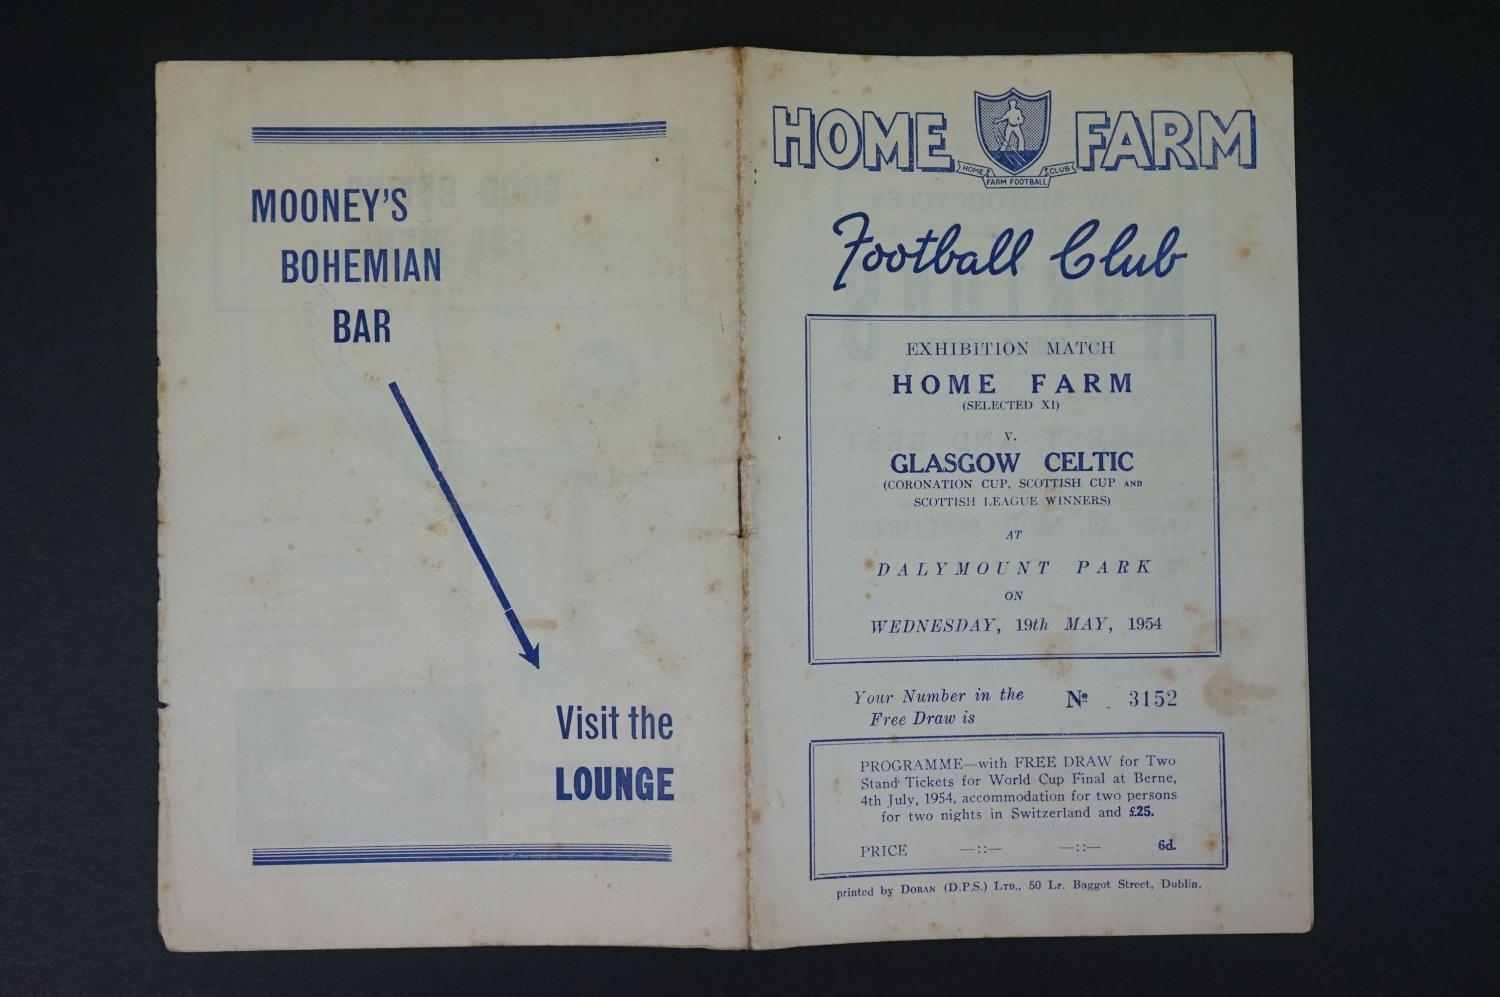 MOONEY'S
BOHEMIAN
BAR
Visit the
LOUNGE
HOME FARM
HOME FARM FOOTBALL CLUB
Football Club
EXHIBITION MATCH
HOME FARM
(SELECTED XI)
v.
GLASGOW CELTIC
(CORONATION CUP, SCOTTISH CUP AND
SCOTTISH LEAGUE WINNERS)
AT
DALYMOUNT PARK
ON
WEDNESDAY, 19th MAY, 1954
Your Number in the
Free Draw is
Nº 3152
PROGRAMME—with FREE DRAW for Two
Stand Tickets for World Cup Final at Berne,
4th July, 1954, accommodation for two persons
for two nights in Switzerland and £25.
PRICE —::— —::— 6d.
printed by DORAN (D.P.S.) LTD., 50 Lr. Baggot Street, Dublin.